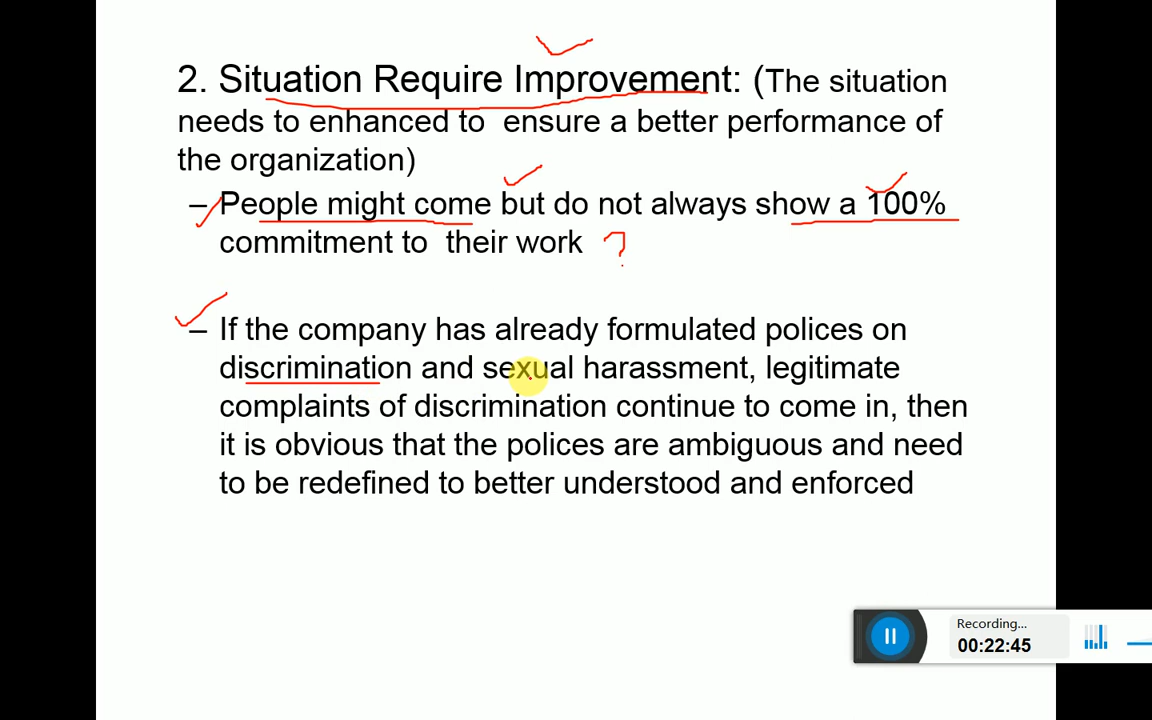 2. Situation Require Improvement: (The situation
needs to enhanced to ensure a better performance of
the organization)
– People might come but do not always show a 100%
commitment to their work ?
– If the company has already formulated polices on
discrimination and sexual harassment, legitimate
complaints of discrimination continue to come in, then
it is obvious that the polices are ambiguous and need
to be redefined to better understood and enforced
Recording...
00:22:45